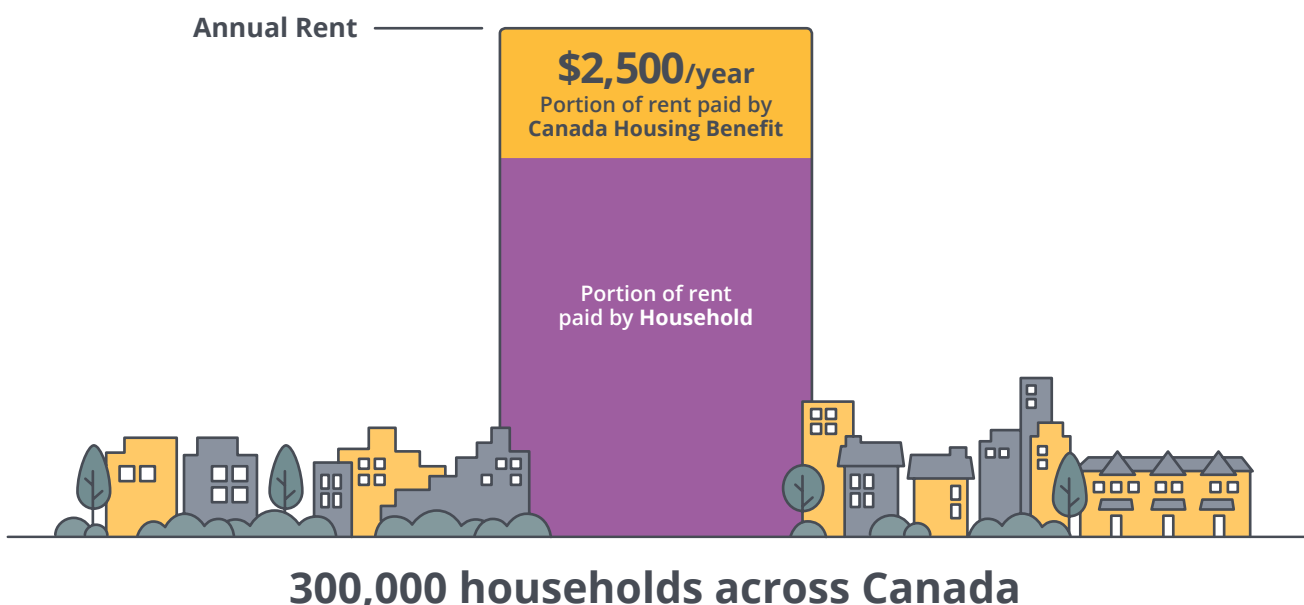 Annual Rent
$2,500/year
Portion of rent paid by
Canada Housing Benefit
Portion of rent
paid by Household
300,000 households across Canada